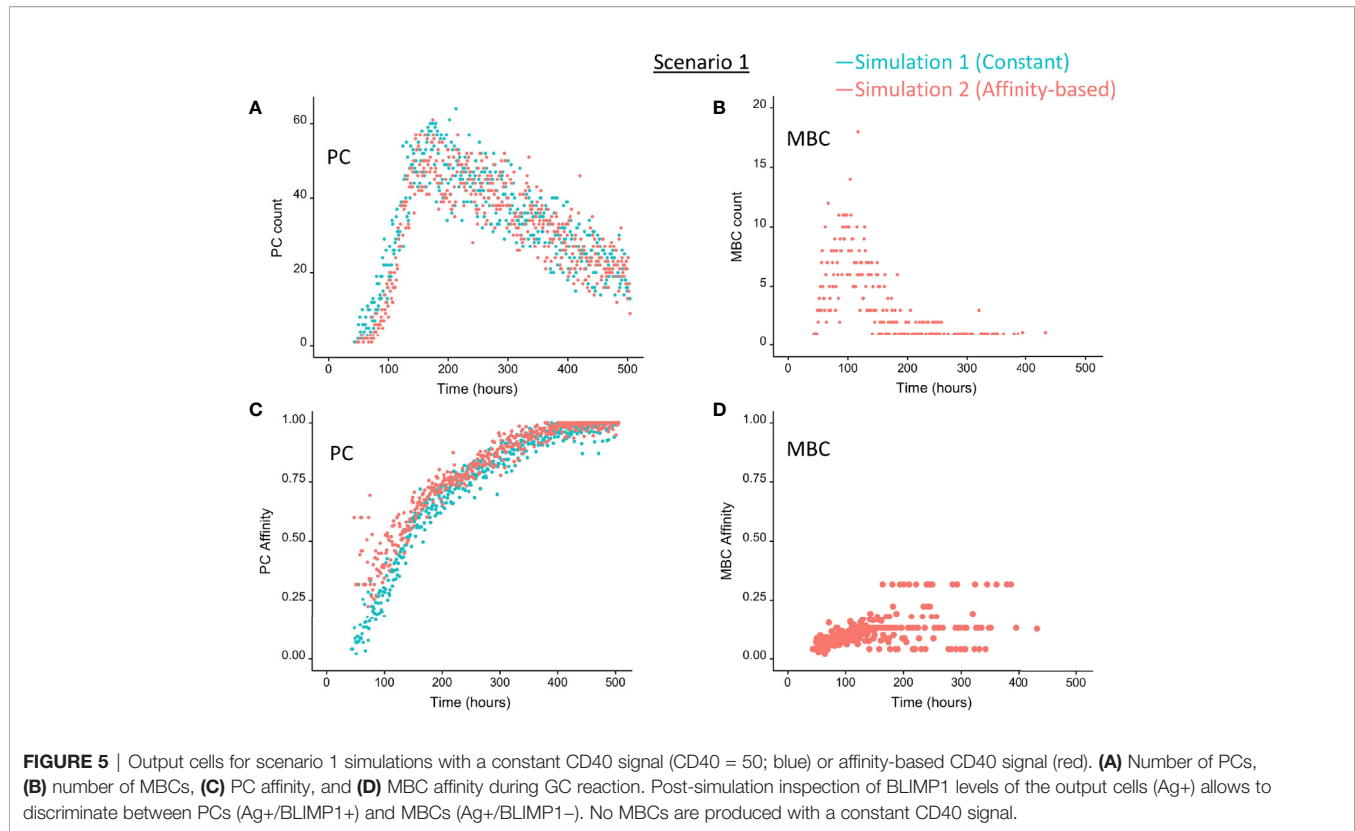 Scenario 1
—Simulation 1 (Constant)
—Simulation 2 (Affinity-based)
A
PC
PC count
60
40
20
0
0 100 200 300 400 500
Time (hours)
B
MBC
MBC count
20
15
10
5
0
0 100 200 300 400 500
Time (hours)
C
PC
PC Affinity
1.00
0.75
0.50
0.25
0.00
0 100 200 300 400 500
Time (hours)
D
MBC
MBC Affinity
1.00
0.75
0.50
0.25
0.00
0 100 200 300 400 500
Time (hours)
FIGURE 5 | Output cells for scenario 1 simulations with a constant CD40 signal (CD40 = 50; blue) or affinity-based CD40 signal (red). (A) Number of PCs,
(B) number of MBCs, (C) PC affinity, and (D) MBC affinity during GC reaction. Post-simulation inspection of BLIMP1 levels of the output cells (Ag+) allows to
discriminate between PCs (Ag+/BLIMP1+) and MBCs (Ag+/BLIMP1−). No MBCs are produced with a constant CD40 signal.